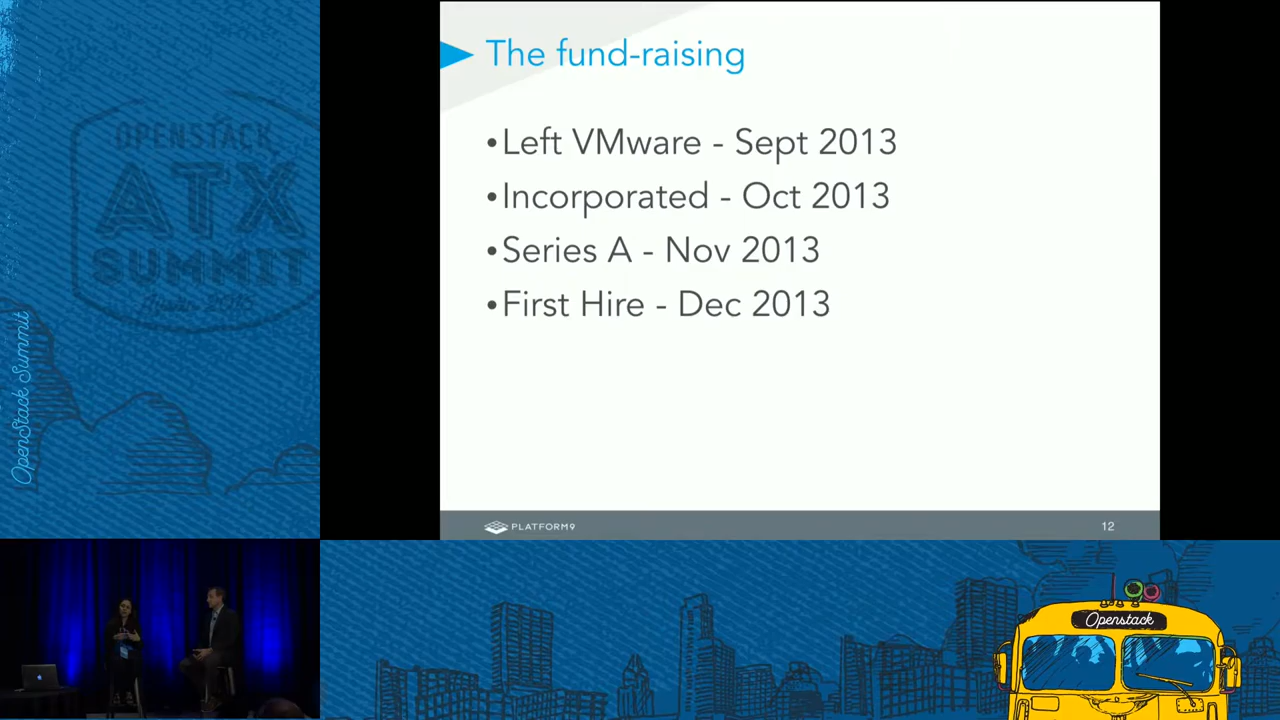 The fund-raising
•Left VMware - Sept 2013
•Incorporated - Oct 2013
•Series A - Nov 2013
•First Hire - Dec 2013
PLATFORM9
12
OPENSTACK
ATX
SUMMIT
OpenStack Summit
Openstack